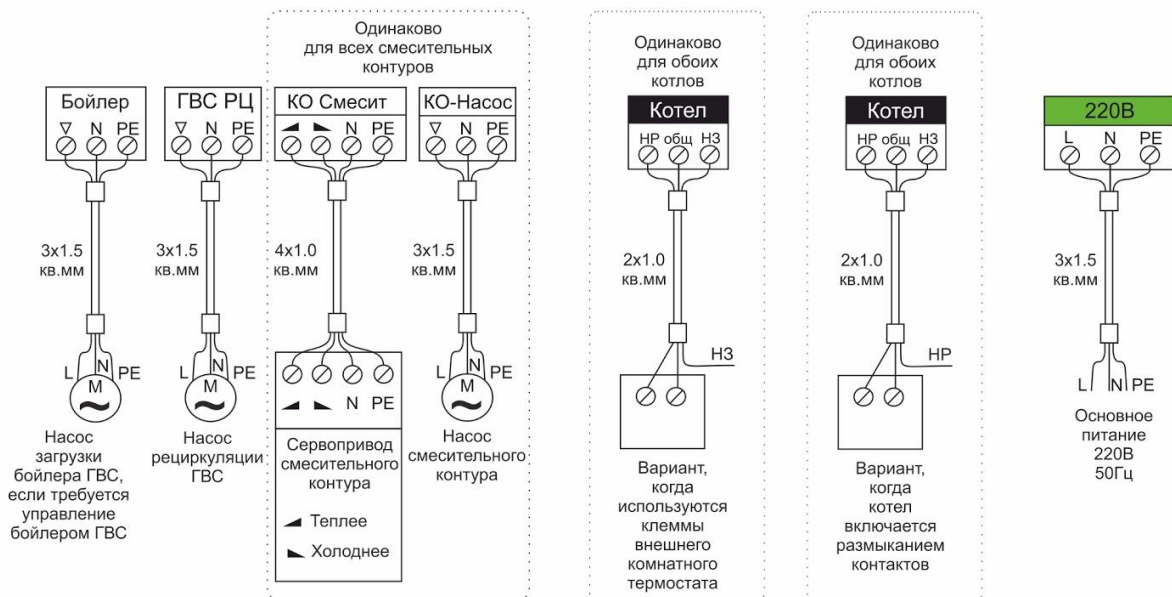 Одинаково
для всех смесительных
контуров
Бойлер
▽ N PE
3x1.5
кв.мм
L M N PE
Насос
загрузки
бойлера ГВС,
если требуется
управление
бойлером ГВС
ГВС РЦ
▽ N PE
3x1.5
кв.мм
L M N PE
Насос
рециркуляции
ГВС
КО Смесит
N PE
4x1.0
кв.мм
N PE
Сервопривод
смесительного
контура
Теплее
Холоднее
КО-Насос
▽ N PE
3x1.5
кв.мм
L M N PE
Насос
смесительного
контура
Одинаково
для обоих
котлов
Котел
НР общ НЗ
2x1.0
кв.мм
НЗ
Вариант,
когда
используются
клеммы
внешнего
комнатного
термостата
Одинаково
для обоих
котлов
Котел
НР общ НЗ
2x1.0
кв.мм
НР
Вариант,
когда
котел
включается
размыканием
контактов
220В
L N PE
3x1.5
кв.мм
L N PE
Основное
питание
220В
50Гц